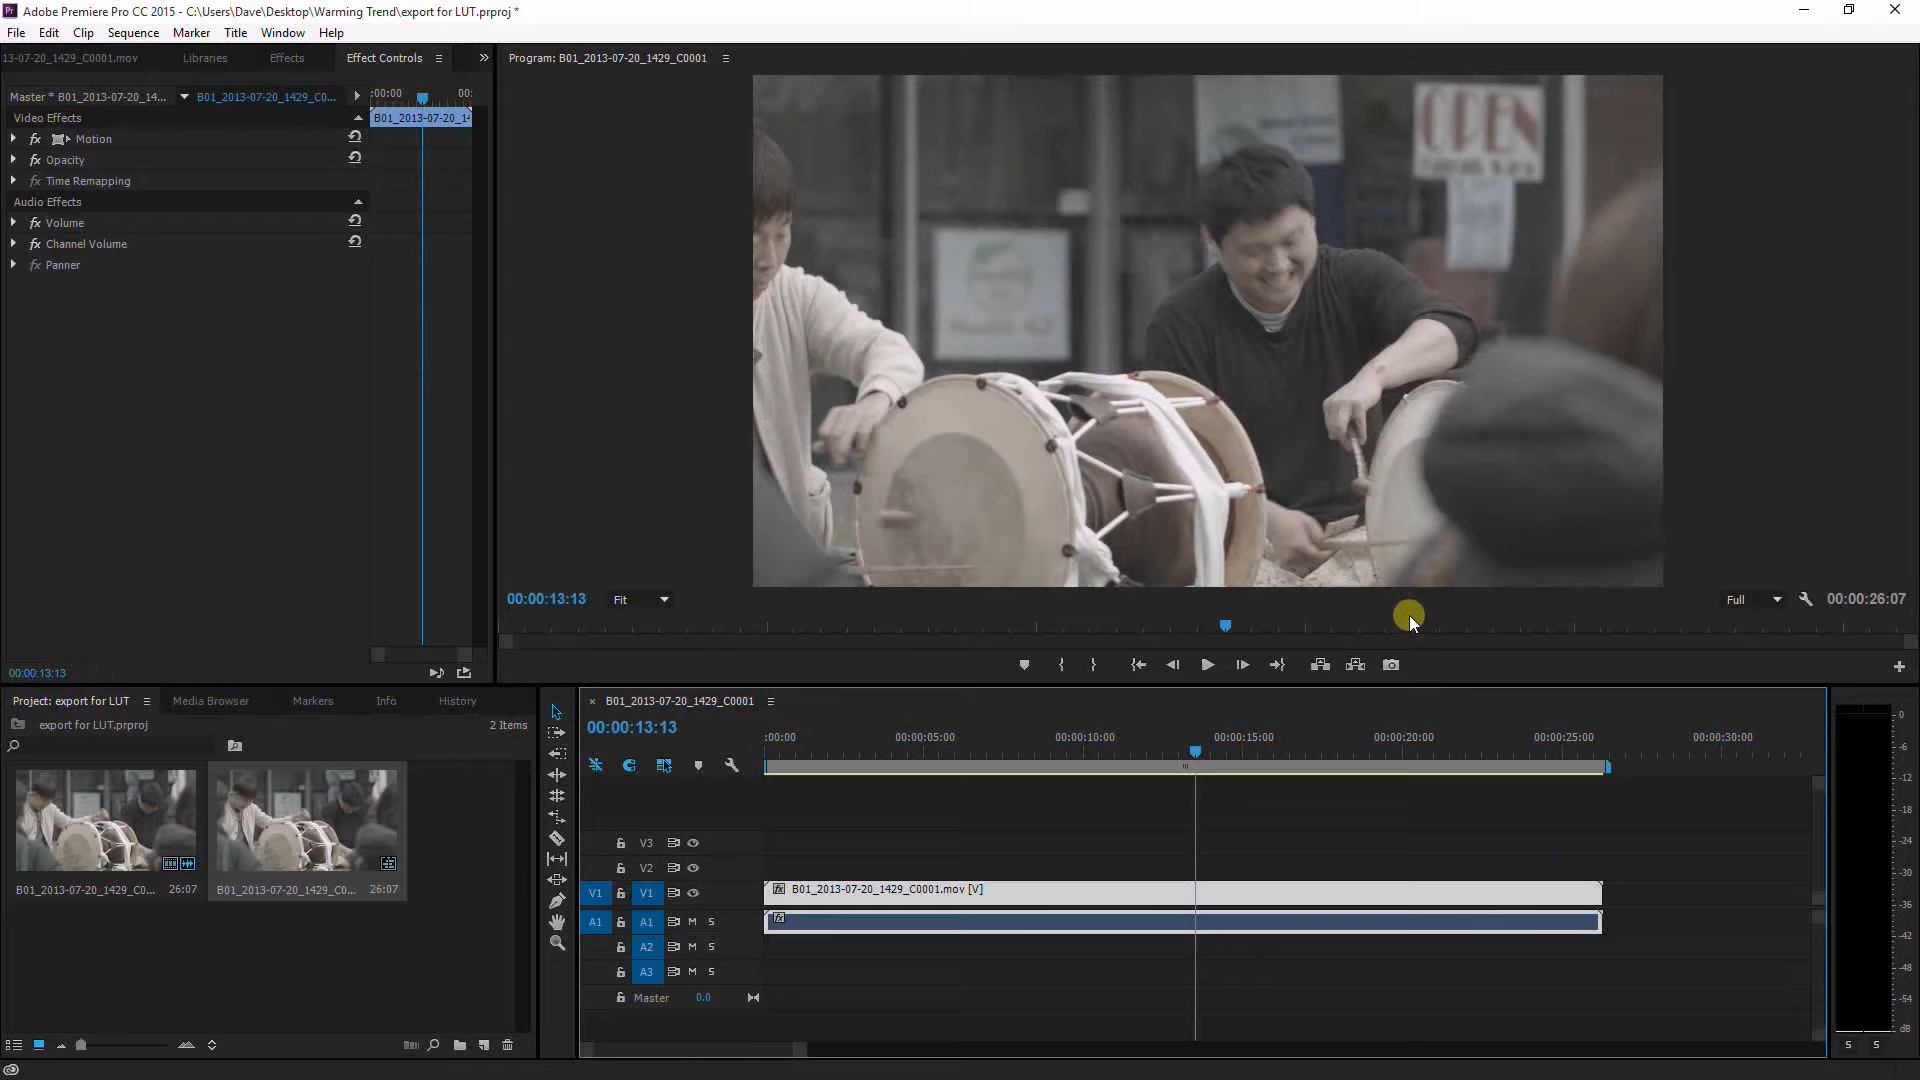 Adobe Premiere Pro CC 2015 - C:\Users\Dave\Desktop\Warming Trend\export for LUT.prproj *
File Edit Clip Sequence Marker Title Window Help
13-07-20_1429_C0001.mov Libraries Effects Effect Controls
Program: B01_2013-07-20_1429_C0001
Master * B01_2013-07-20_14... B01_2013-07-20_1429_C0...
:00:00 00:
Video Effects
B01_2013-07-20_14
fx Motion
fx Opacity
fx Time Remapping
Audio Effects
fx Volume
fx Channel Volume
fx Panner
OPEN
00:00:13:13 Fit Full 00:00:26:07
00:00:13:13
Project: export for LUT Media Browser Markers Info History
export for LUT.prproj 2 Items
B01_2013-07-20_1429_C0... 26:07
B01_2013-07-20_1429_C0... 26:07
× B01_2013-07-20_1429_C0001
00:00:13:13
:00:00 00:00:05:00 00:00:10:00 00:00:15:00 00:00:20:00 00:00:25:00 00:00:30:00
V3
V2
V1 V1 fx B01_2013-07-20_1429_C0001.mov [V]
A1 A1 M S fx
A2 M S
A3 M S
Master 0.0
0
-6
-12
-18
-24
-30
-36
-42
-48
-54
dB
S S